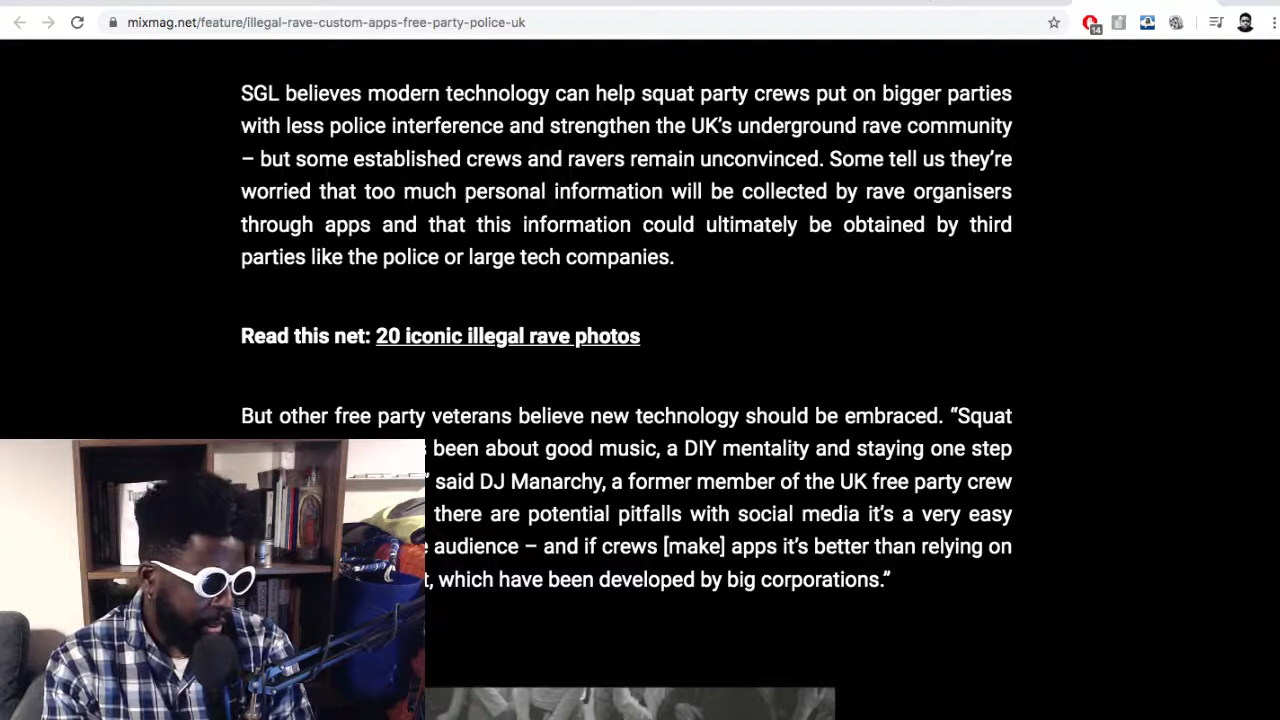 mixmag.net/feature/illegal-rave-custom-apps-free-party-police-uk
14
SGL believes modern technology can help squat party crews put on bigger parties
with less police interference and strengthen the UK’s underground rave community
– but some established crews and ravers remain unconvinced. Some tell us they’re
worried that too much personal information will be collected by rave organisers
through apps and that this information could ultimately be obtained by third
parties like the police or large tech companies.
Read this net: 20 iconic illegal rave photos
But other free party veterans believe new technology should be embraced. “Squat
been about good music, a DIY mentality and staying one step
said DJ Manarchy, a former member of the UK free party crew
there are potential pitfalls with social media it’s a very easy
audience – and if crews [make] apps it’s better than relying on
which have been developed by big corporations.”